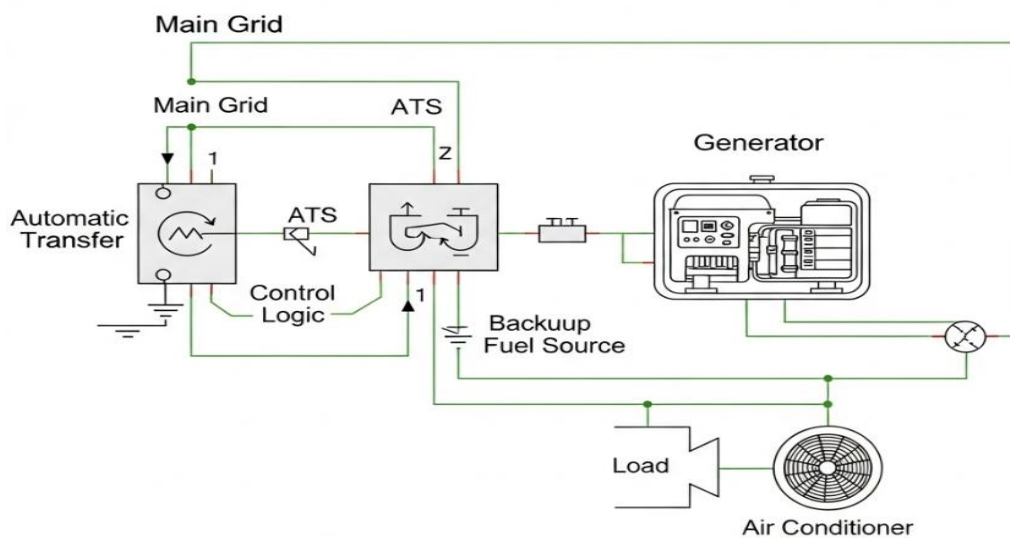 Main Grid
Main Grid
ATS
1
Z
Generator
Automatic
Transfer
ATS
Control
Logic
1
Backuup
Fuel Source
Load
Air Conditioner